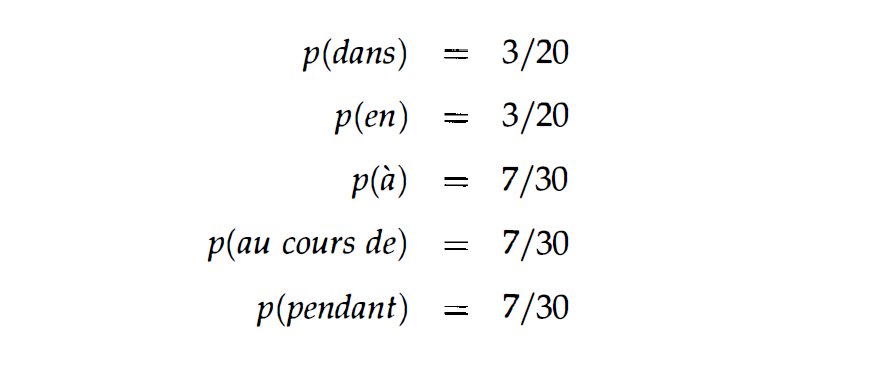 p(dans) = 3/20
p(en) = 3/20
p(à) = 7/30
p(au cours de) = 7/30
p(pendant) = 7/30